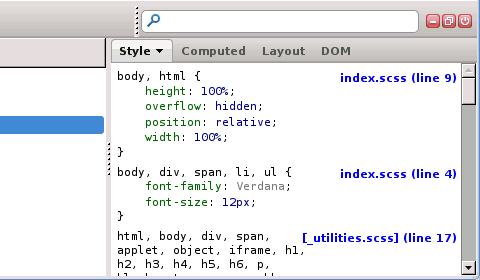 Style Computed Layout DOM
body, html { index.scss (line 9)
height: 100%;
overflow: hidden;
position: relative;
width: 100%;
}
body, div, span, li, ul { index.scss (line 4)
font-family: Verdana;
font-size: 12px;
}
html, body, div, span, [_utilities.scss] (line 17)
applet, object, iframe, h1,
h2, h3, h4, h5, h6, p,